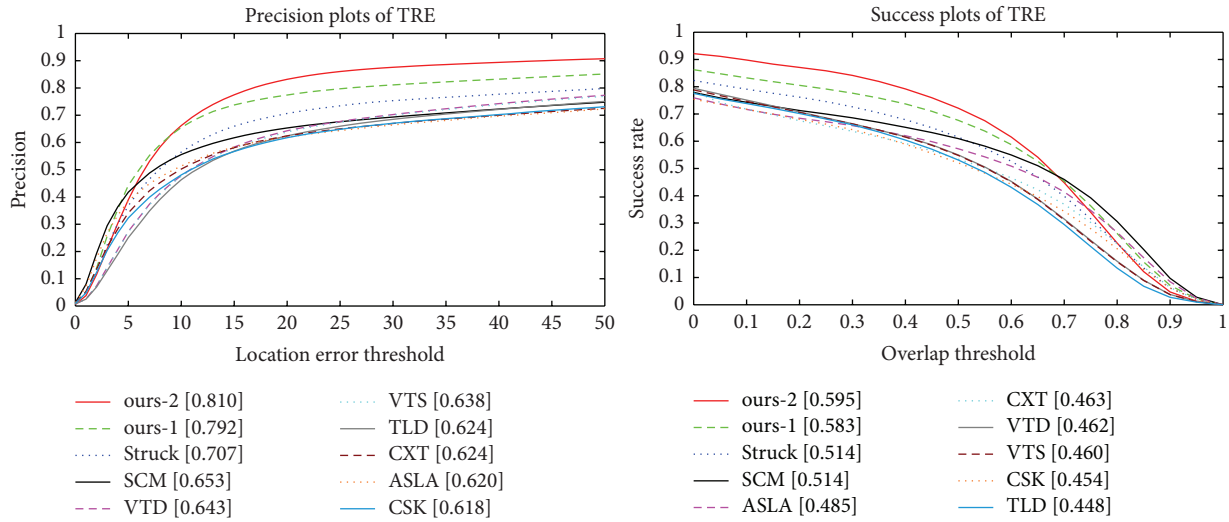 Precision plots of TRE
1
0.9
0.8
0.7
0.6
0.5
0.4
0.3
0.2
0.1
0
Precision
0 5 10 15 20 25 30 35 40 45 50
Location error threshold
ours-2 [0.810]
ours-1 [0.792]
Struck [0.707]
SCM [0.653]
VTD [0.643]
VTS [0.638]
TLD [0.624]
CXT [0.624]
ASLA [0.620]
CSK [0.618]
Success plots of TRE
1
0.9
0.8
0.7
0.6
0.5
0.4
0.3
0.2
0.1
0
Success rate
0 0.1 0.2 0.3 0.4 0.5 0.6 0.7 0.8 0.9 1
Overlap threshold
ours-2 [0.595]
ours-1 [0.583]
Struck [0.514]
SCM [0.514]
ASLA [0.485]
CXT [0.463]
VTD [0.462]
VTS [0.460]
CSK [0.454]
TLD [0.448]